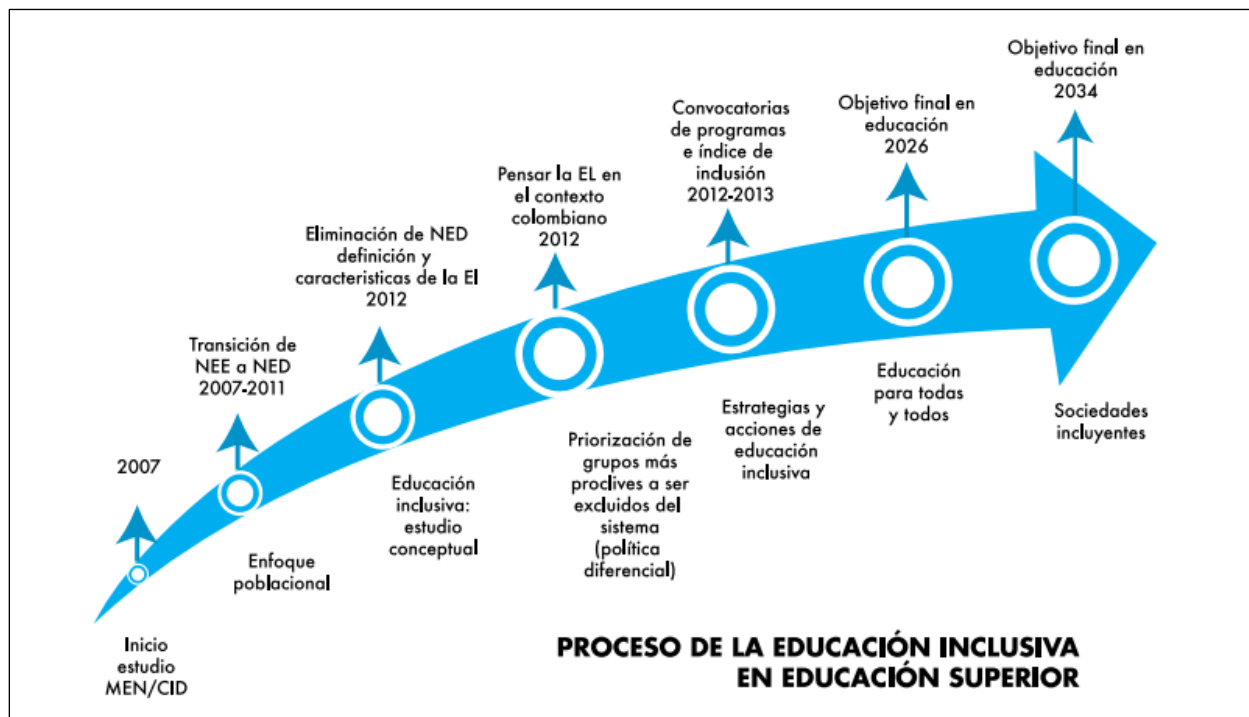 2007
Inicio
estudio
MEN/CID
Transición de
NEE a NED
2007-2011
Enfoque
poblacional
Eliminación de NED
definición y
caracteristicas de la EI
2012
Educación
inclusiva:
estudio
conceptual
Pensar la EL en
el contexto
colombiano
2012
Priorización de
grupos más
proclives a ser
excluidos del
sistema
(política
diferencial)
Convocatorias
de programas
e índice de
inclusión
2012-2013
Estrategias y
acciones de
educación
inclusiva
Objetivo final en
educación
2026
Educación
para todas
y todos
Objetivo final en
educación
2034
Sociedades
incluyentes
PROCESO DE LA EDUCACIÓN INCLUSIVA
EN EDUCACIÓN SUPERIOR